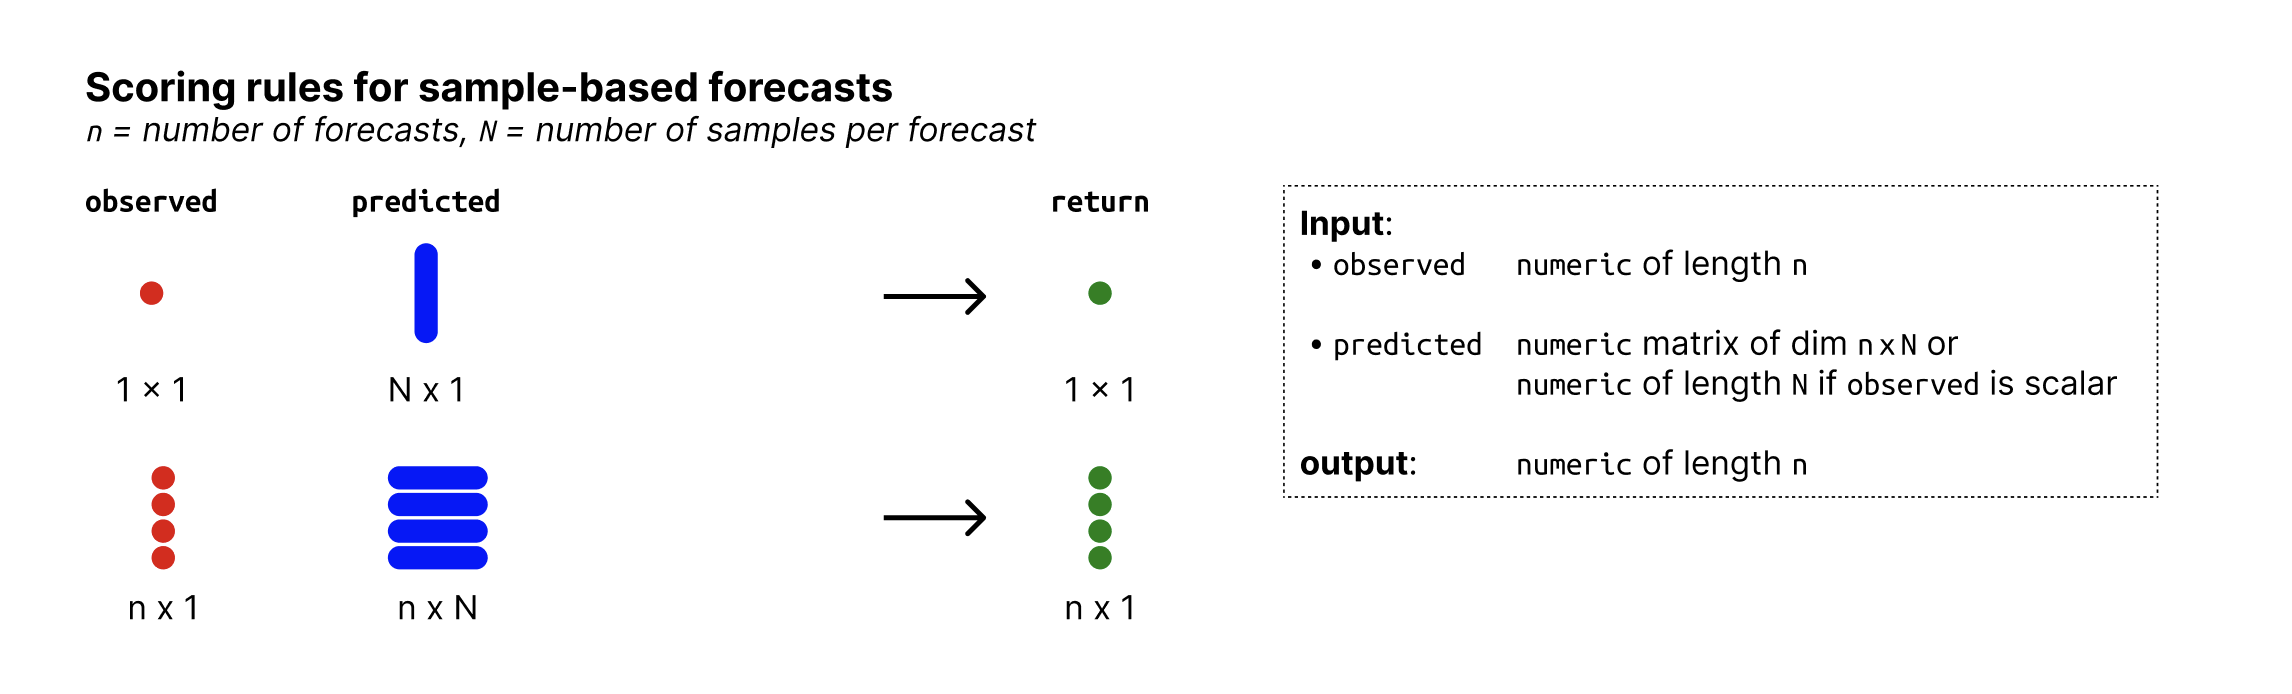 Scoring rules for sample-based forecasts
n = number of forecasts, N = number of samples per forecast
observed predicted return
1 × 1 N x 1 1 × 1
n x 1 n x N n x 1
Input:
• observed numeric of length n
• predicted numeric matrix of dim n x N or
numeric of length N if observed is scalar
output: numeric of length n